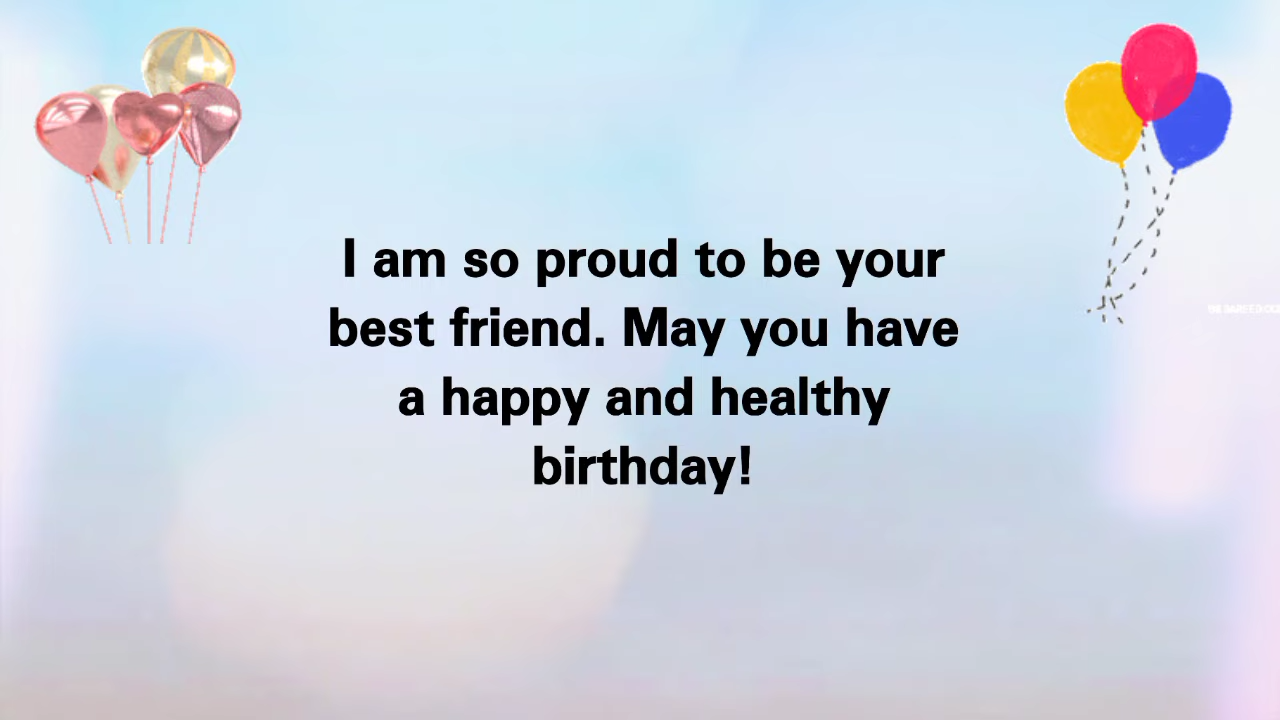 I am so proud to be your
best friend. May you have
a happy and healthy
birthday!